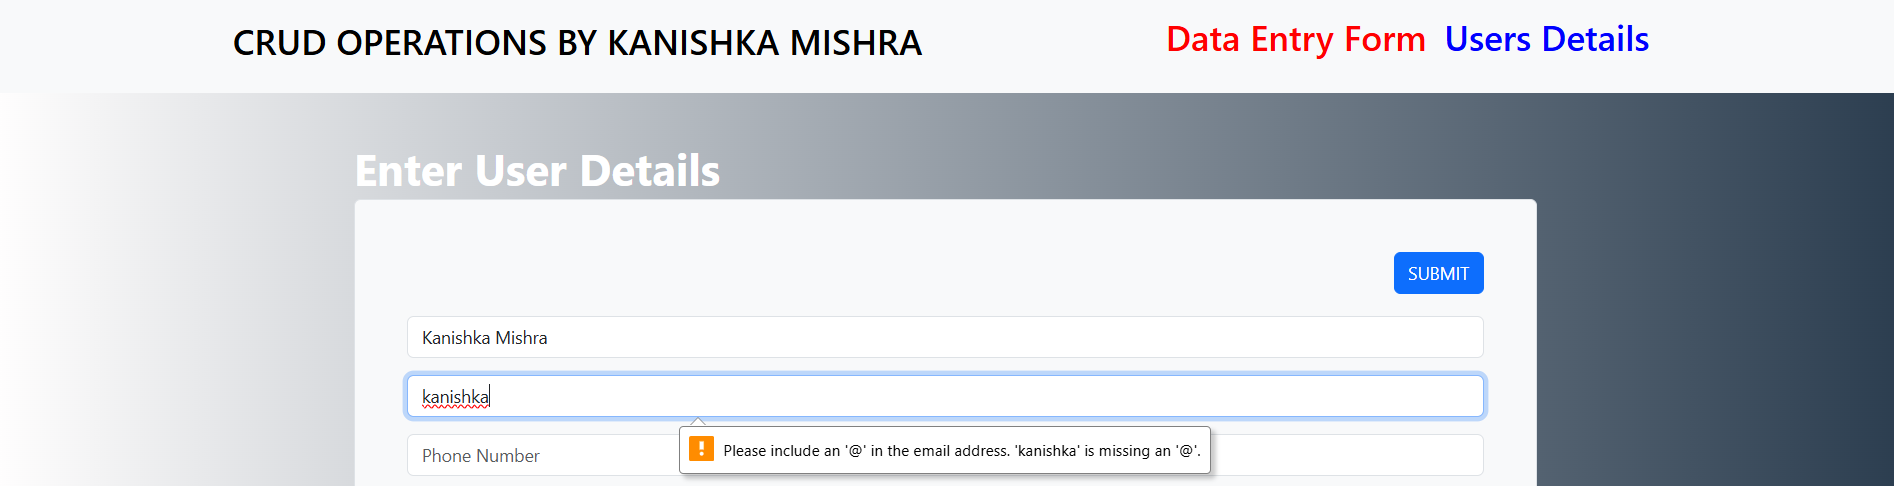 CRUD OPERATIONS BY KANISHKA MISHRA
Data Entry Form Users Details
Enter User Details
SUBMIT
Kanishka Mishra
kanishka
Phone Number
Please include an '@' in the email address. 'kanishka' is missing an '@'.